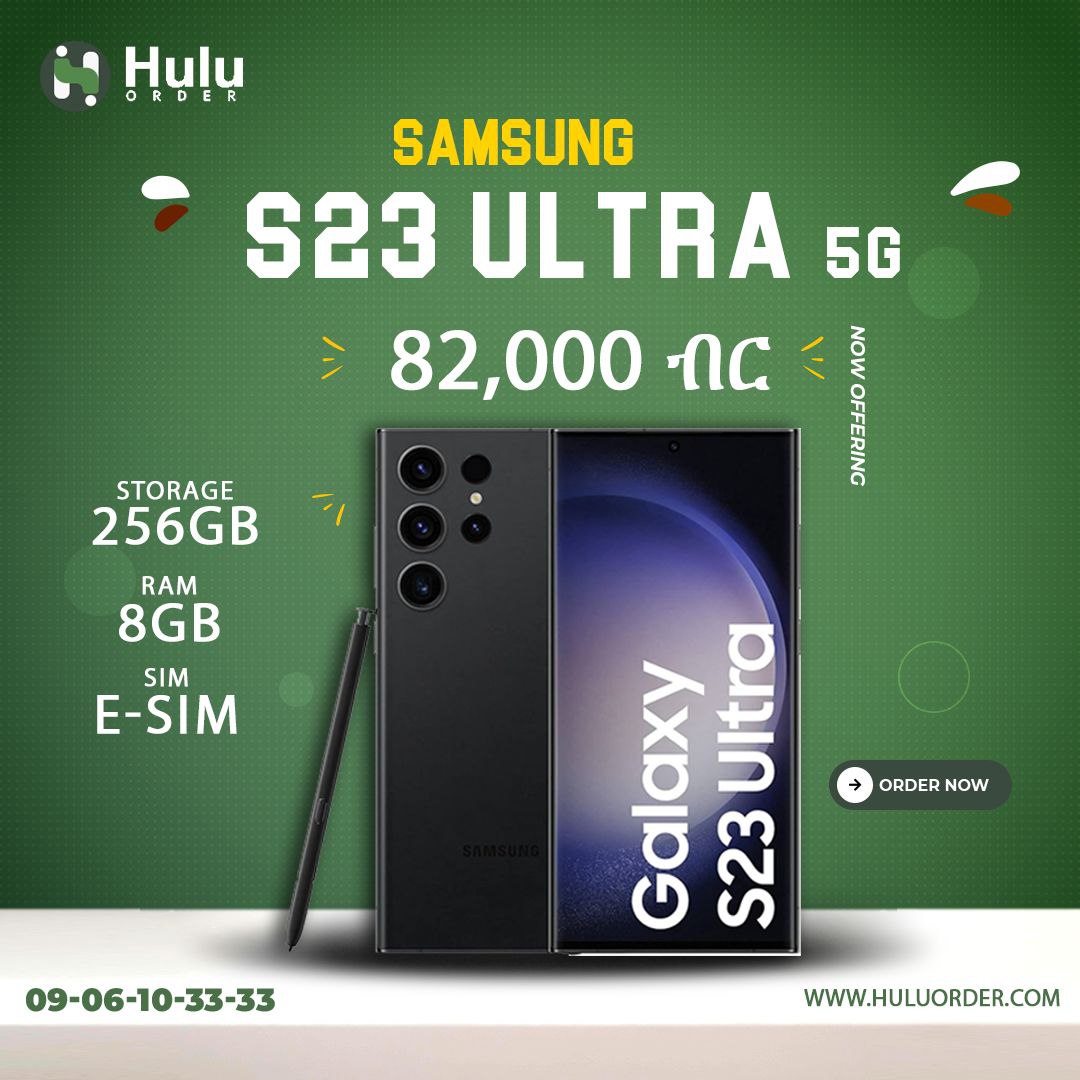 Hulu
ORDER
SAMSUNG
S23 ULTRA 5G
82,000 ብር
NOW OFFERING
STORAGE
256GB
RAM
8GB
SIM
E-SIM
SAMSUNG
Galaxy
S23 Ultra
ORDER NOW
09-06-10-33-33
WWW.HULUORDER.COM